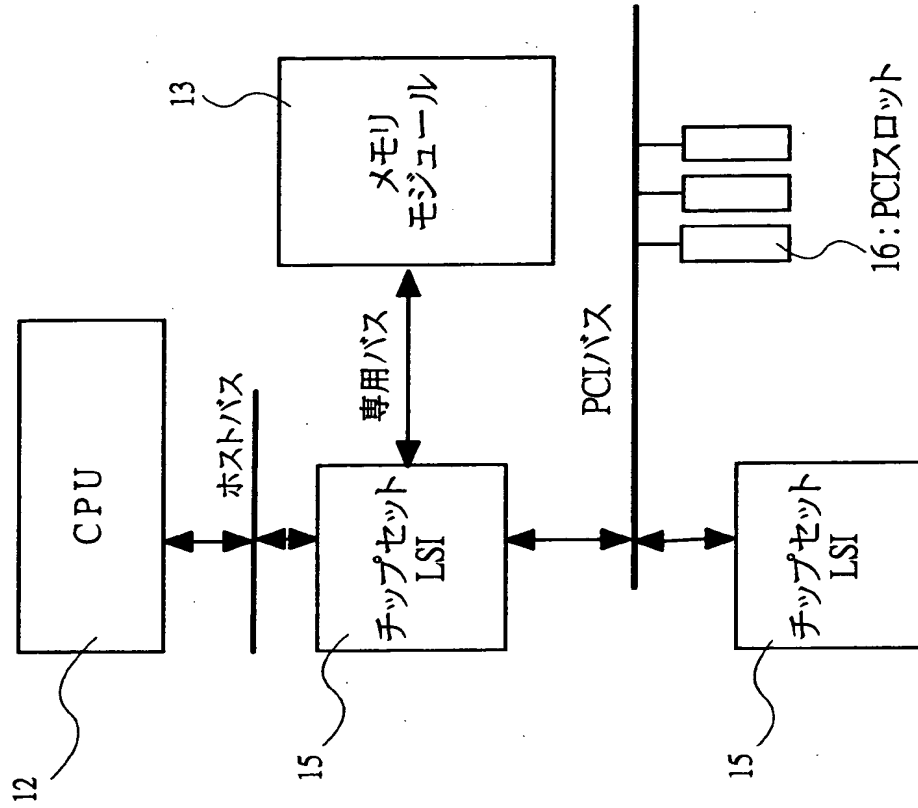 12
CPU
ホストバス
15
チップセット
LSI
専用バス
13
メモリ
モジュール
PCIバス
16:PCIスロット
15
チップセット
LSI